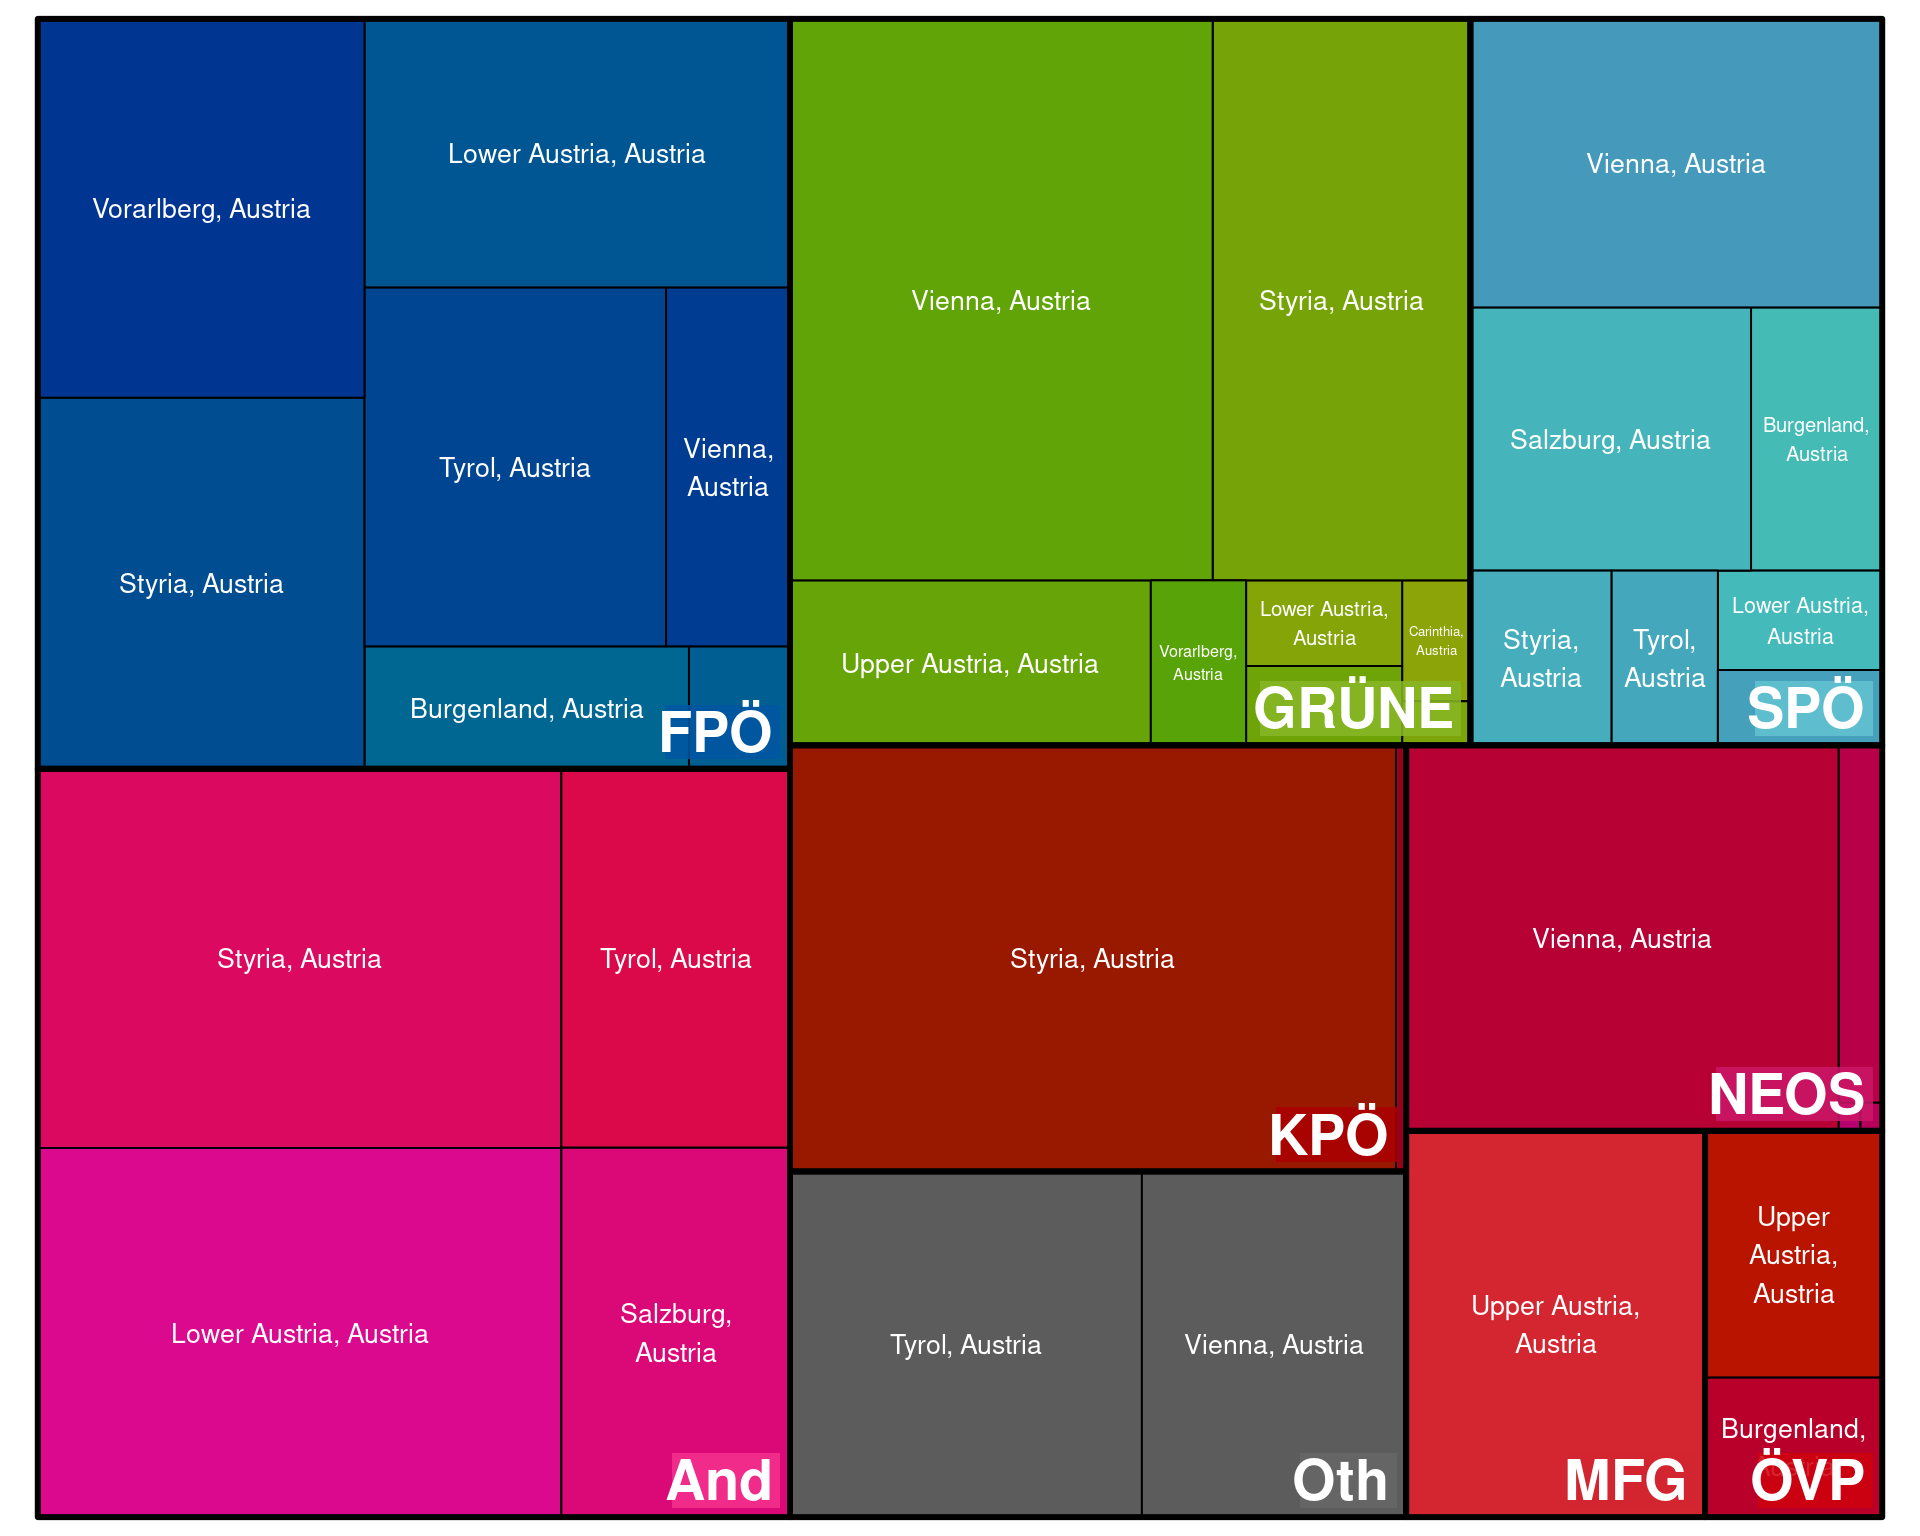 Vorarlberg, Austria
Lower Austria, Austria
Styria, Austria
Tyrol, Austria
Vienna,
Austria
Burgenland, Austria
FPÖ
Vienna, Austria
Styria, Austria
Upper Austria, Austria
Vorarlberg,
Austria
Lower Austria,
Austria
Carinthia,
Austria
GRÜNE
Vienna, Austria
Salzburg, Austria
Burgenland,
Austria
Styria,
Austria
Tyrol,
Austria
Lower Austria,
Austria
SPÖ
Styria, Austria
Tyrol, Austria
Lower Austria, Austria
Salzburg,
Austria
And
Styria, Austria
KPÖ
Vienna, Austria
NEOS
Tyrol, Austria
Vienna, Austria
Oth
Upper Austria,
Austria
MFG
Upper
Austria,
Austria
Burgenland,
ÖVP